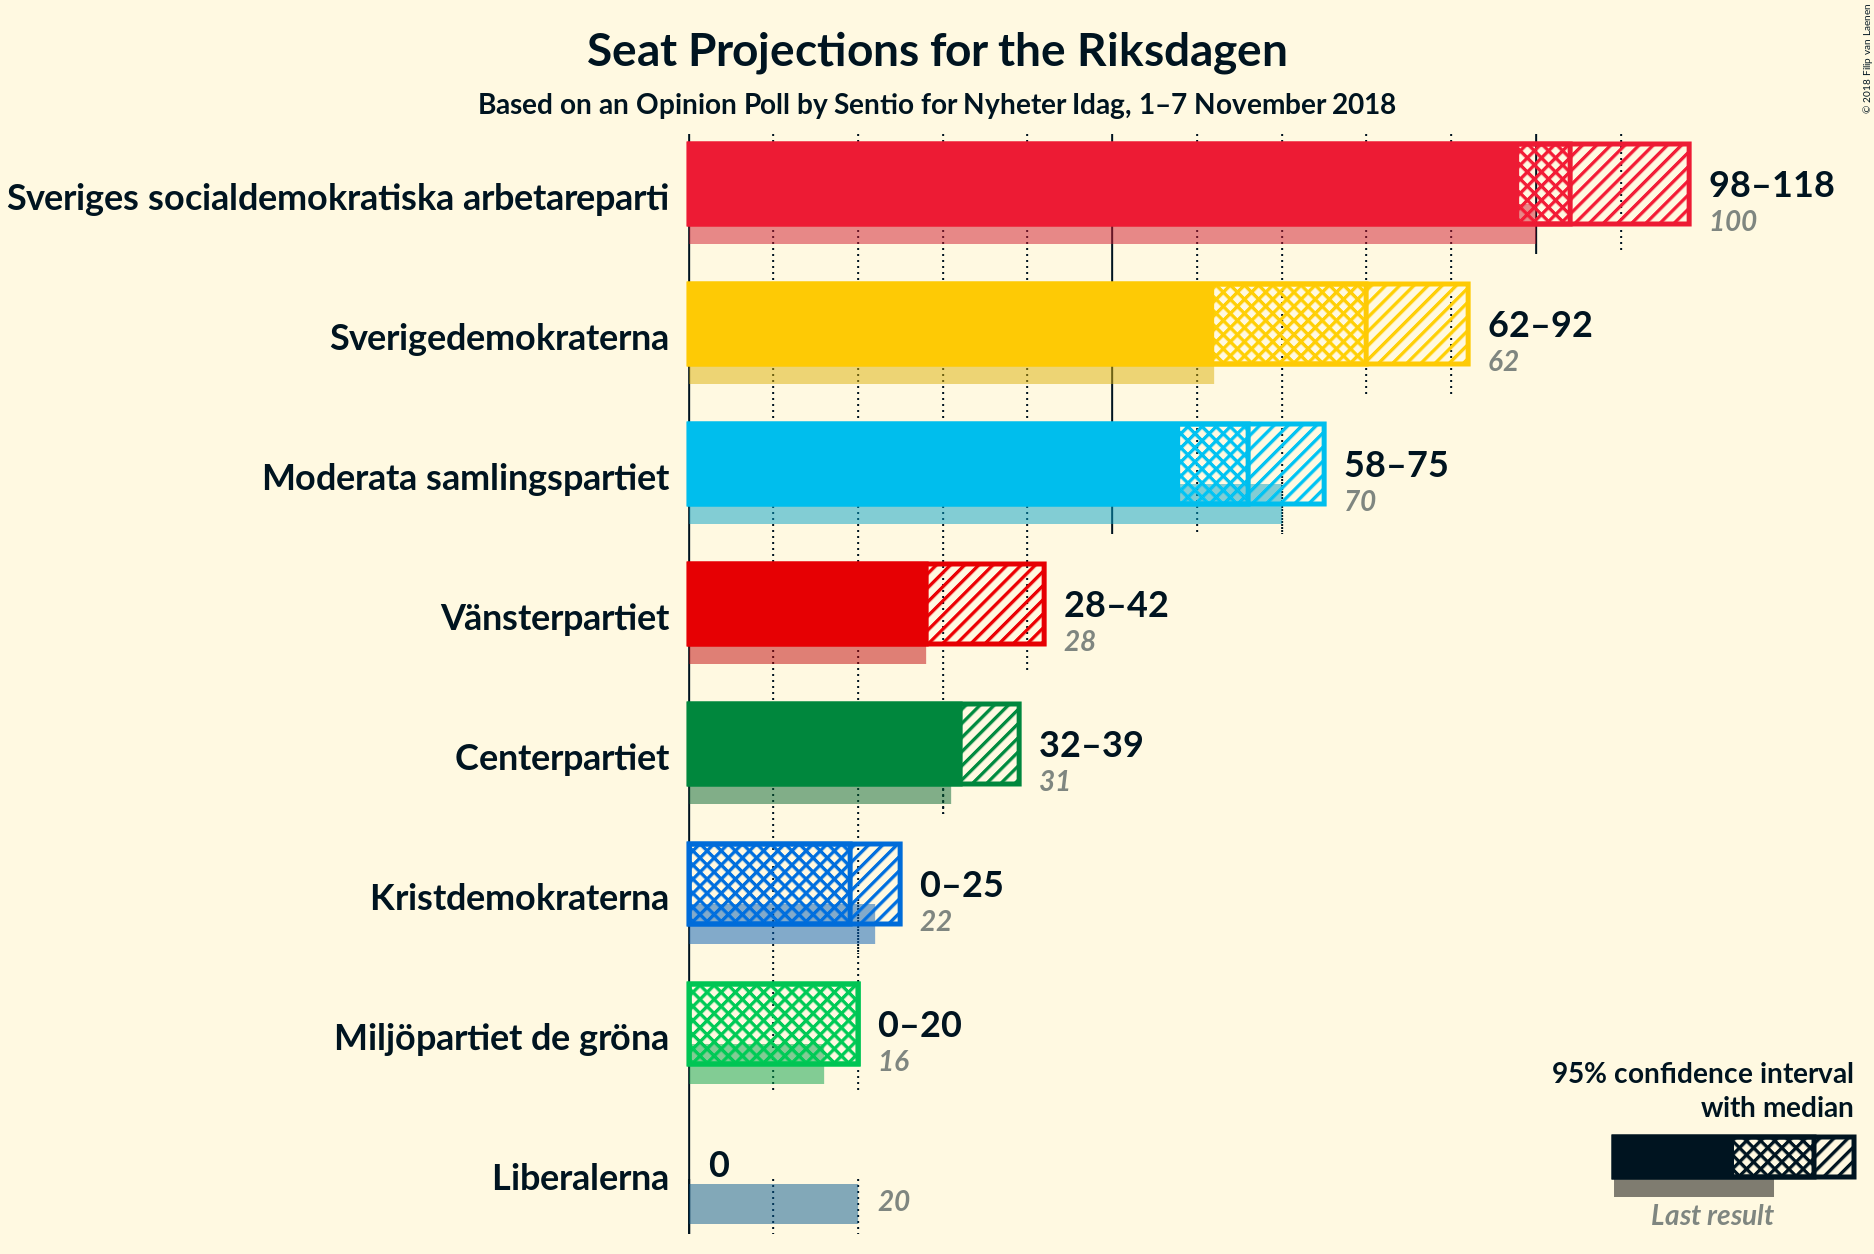 Seat Projections for the Riksdagen
Based on an Opinion Poll by Sentio for Nyheter Idag, 1–7 November 2018
© 2018 Filip van Laenen
Sveriges socialdemokratiska arbetareparti
98–118
100
Sverigedemokraterna
62–92
62
Moderata samlingspartiet
58–75
70
Vänsterpartiet
28–42
28
Centerpartiet
32–39
31
Kristdemokraterna
0–25
22
Miljöpartiet de gröna
0–20
16
Liberalerna
0
20
95% confidence interval
with median
Last result